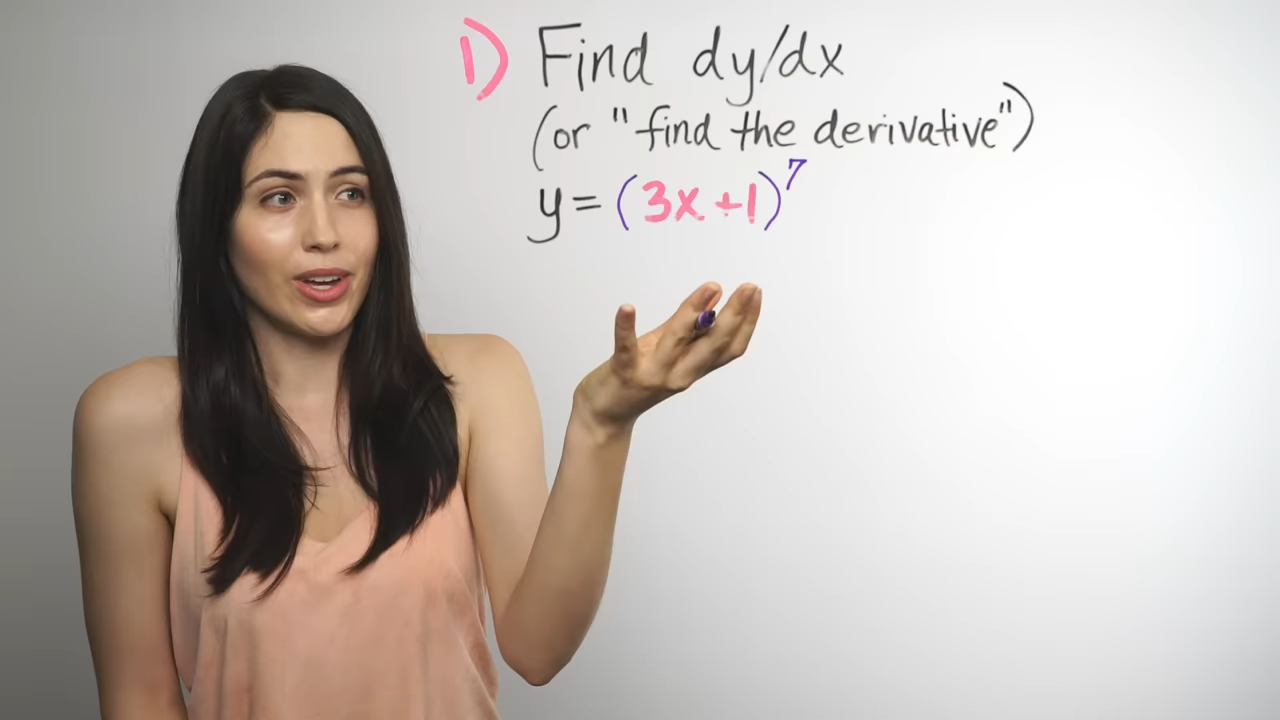 1) Find dy/dx
(or "find the derivative")
y = (3x + 1)⁷